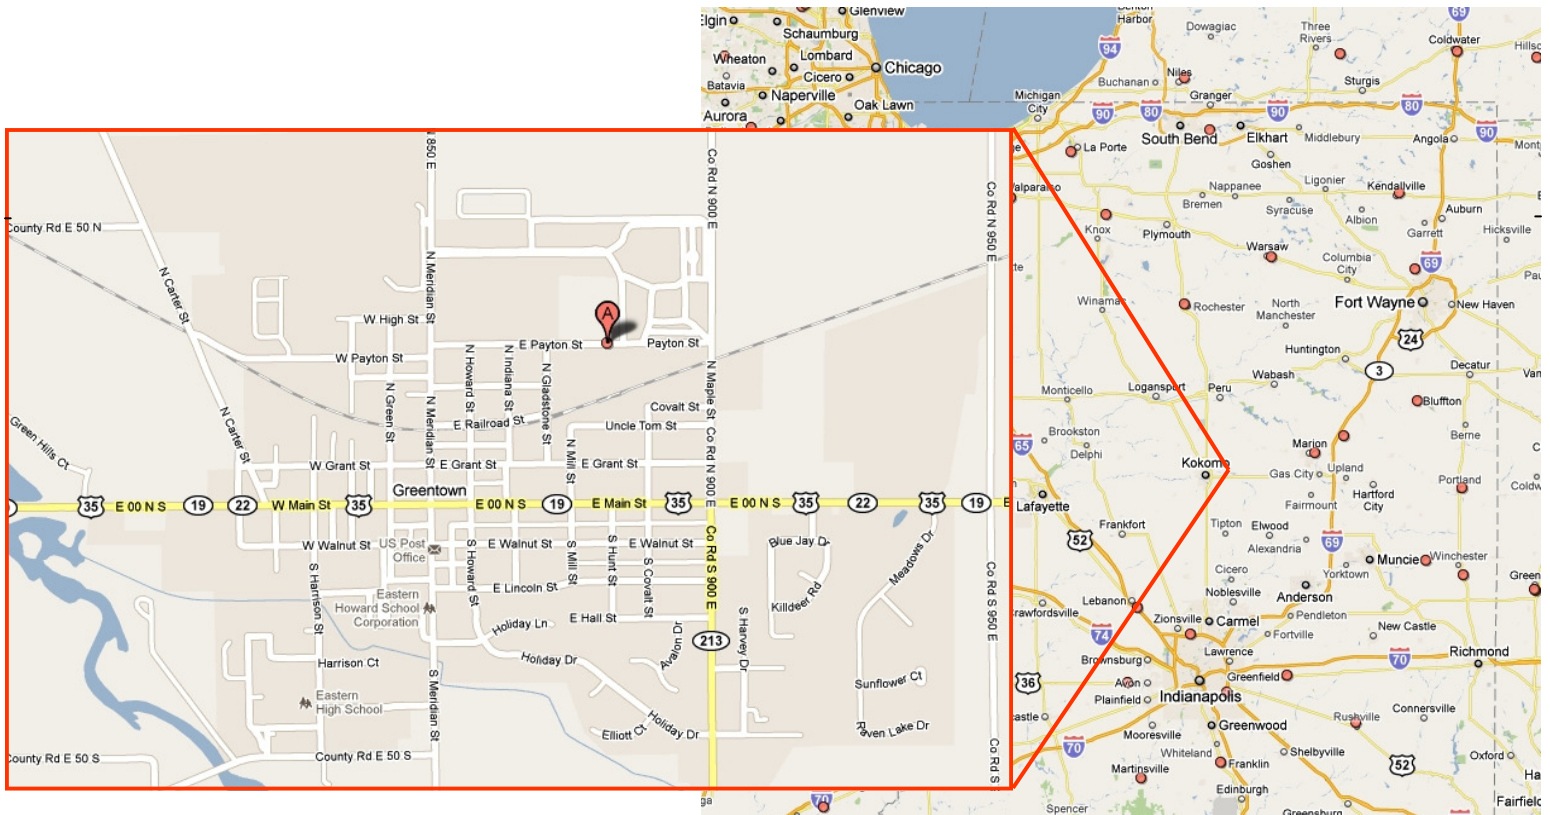 Elgin
Glenview
Schaumburg
Lombard
Wheaton
Cicero
Chicago
Batavia
Naperville
Oak Lawn
Aurora
Harbor
94
Dowagiac
Three
Rivers
Coldwater
69
Buchanan
Niles
Sturgis
Michigan
City
Granger
90
80
90
80
90
South Bend
Elkhart
Middlebury
Angola
La Porte
Goshen
Valparaiso
Nappanee
Ligonier
Kendallville
Bremen
Syracuse
Albion
Auburn
Knox
Plymouth
Garrett
Hicksville
Warsaw
Columbia
City
69
Winamac
Rochester
North
Manchester
Fort Wayne
New Haven
24
Huntington
3
Decatur
Monticello
Logansport
Peru
Wabash
Bluffton
65
Brookston
Delphi
Marion
Berne
Kokomo
Gas City
Upland
Portland
Lafayette
Hartford
City
Fairmount
Frankfort
Tipton
Elwood
52
Alexandria
69
Muncie
Winchester
Cicero
Yorktown
Noblesville
Anderson
Lebanon
Crawfordsville
Zionsville
Carmel
Pendleton
74
Fortville
New Castle
Brownsburg
Lawrence
70
Richmond
36
Avon
Greenfield
Plainfield
Indianapolis
Connersville
Rushville
Greenwood
Mooresville
70
Whiteland
Shelbyville
52
Oxford
Martinsville
Franklin
Edinburgh
70
Spencer
Greensburg
Fairfield
N 850 E
Co Rd N 900 E
Co Rd N 950 E
County Rd E 50 N
N Carter St
N Meridian St
W High St
A
E Payton St
Payton St
W Payton St
N Howard St
N Indiana St
N Gladstone St
N Green St
N Meridian St
N Maple St
N Carter St
Covalt St
E Railroad St
Uncle Tom St
Green Hills Ct
N Mill St
Co Rd N 900 E
W Grant St
E Grant St
E Grant St
Greentown
35
E 00 N S
19
22
W Main St
35
E 00 N S
19
E Main St
35
E 00 N S
35
22
35
19
W Walnut St
US Post
Office
E Walnut St
E Walnut St
Blue Jay Dr
S Harrison St
S Howard St
S Mill St
S Hunt St
S Covalt St
Co Rd S 900 E
Meadows Dr
Co Rd S 950 E
E Lincoln St
Killdeer Rd
Eastern
Howard School
Corporation
Holiday Ln
E Hall St
213
S Harvey Dr
Avalon Dr
Harrison Ct
Holiday Dr
S Meridian St
Sunflower Ct
Eastern
High School
Elliott Ct
Holiday Dr
Raven Lake Dr
County Rd E 50 S
County Rd E 50 S
Co Rd S